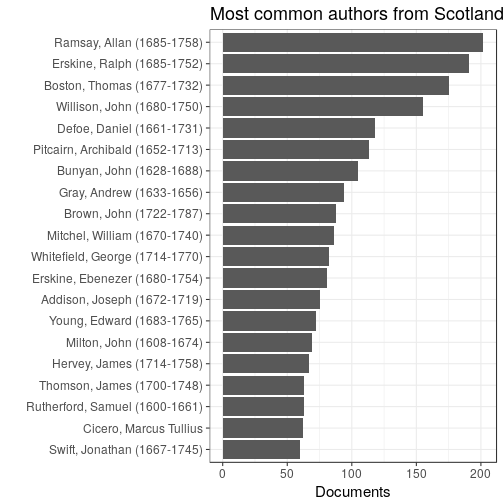 Most common authors from Scotland
Ramsay, Allan (1685-1758)
Erskine, Ralph (1685-1752)
Boston, Thomas (1677-1732)
Willison, John (1680-1750)
Defoe, Daniel (1661-1731)
Pitcairn, Archibald (1652-1713)
Bunyan, John (1628-1688)
Gray, Andrew (1633-1656)
Brown, John (1722-1787)
Mitchel, William (1670-1740)
Whitefield, George (1714-1770)
Erskine, Ebenezer (1680-1754)
Addison, Joseph (1672-1719)
Young, Edward (1683-1765)
Milton, John (1608-1674)
Hervey, James (1714-1758)
Thomson, James (1700-1748)
Rutherford, Samuel (1600-1661)
Cicero, Marcus Tullius
Swift, Jonathan (1667-1745)
0 50 100 150 200
Documents